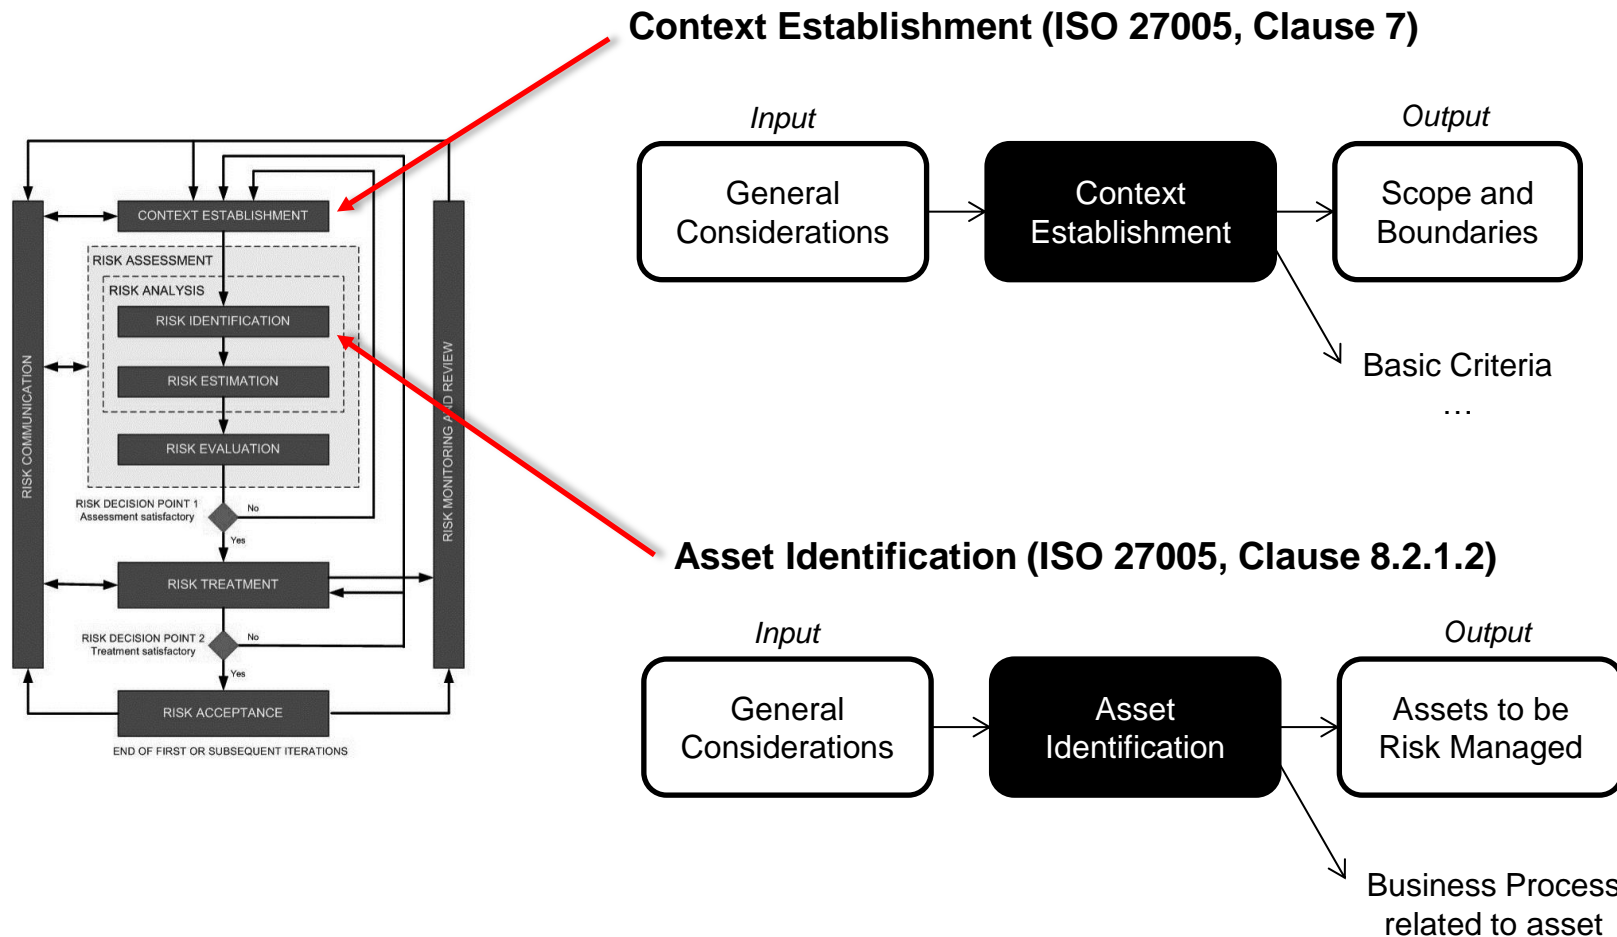 Context Establishment (ISO 27005, Clause 7)
Input
Output
General
Considerations
Context
Establishment
Scope and
Boundaries
Basic Criteria
...
CONTEXT ESTABLISHMENT
RISK ASSESSMENT
RISK ANALYSIS
RISK IDENTIFICATION
RISK ESTIMATION
RISK EVALUATION
RISK COMMUNICATION
RISK MONITORING AND REVIEW
RISK DECISION POINT 1
Assessment satisfactory
No
Yes
RISK TREATMENT
RISK DECISION POINT 2
Treatment satisfactory
No
Yes
RISK ACCEPTANCE
END OF FIRST OR SUBSEQUENT ITERATIONS
Asset Identification (ISO 27005, Clause 8.2.1.2)
Input
Output
General
Considerations
Asset
Identification
Assets to be
Risk Managed
Business Process
related to asset